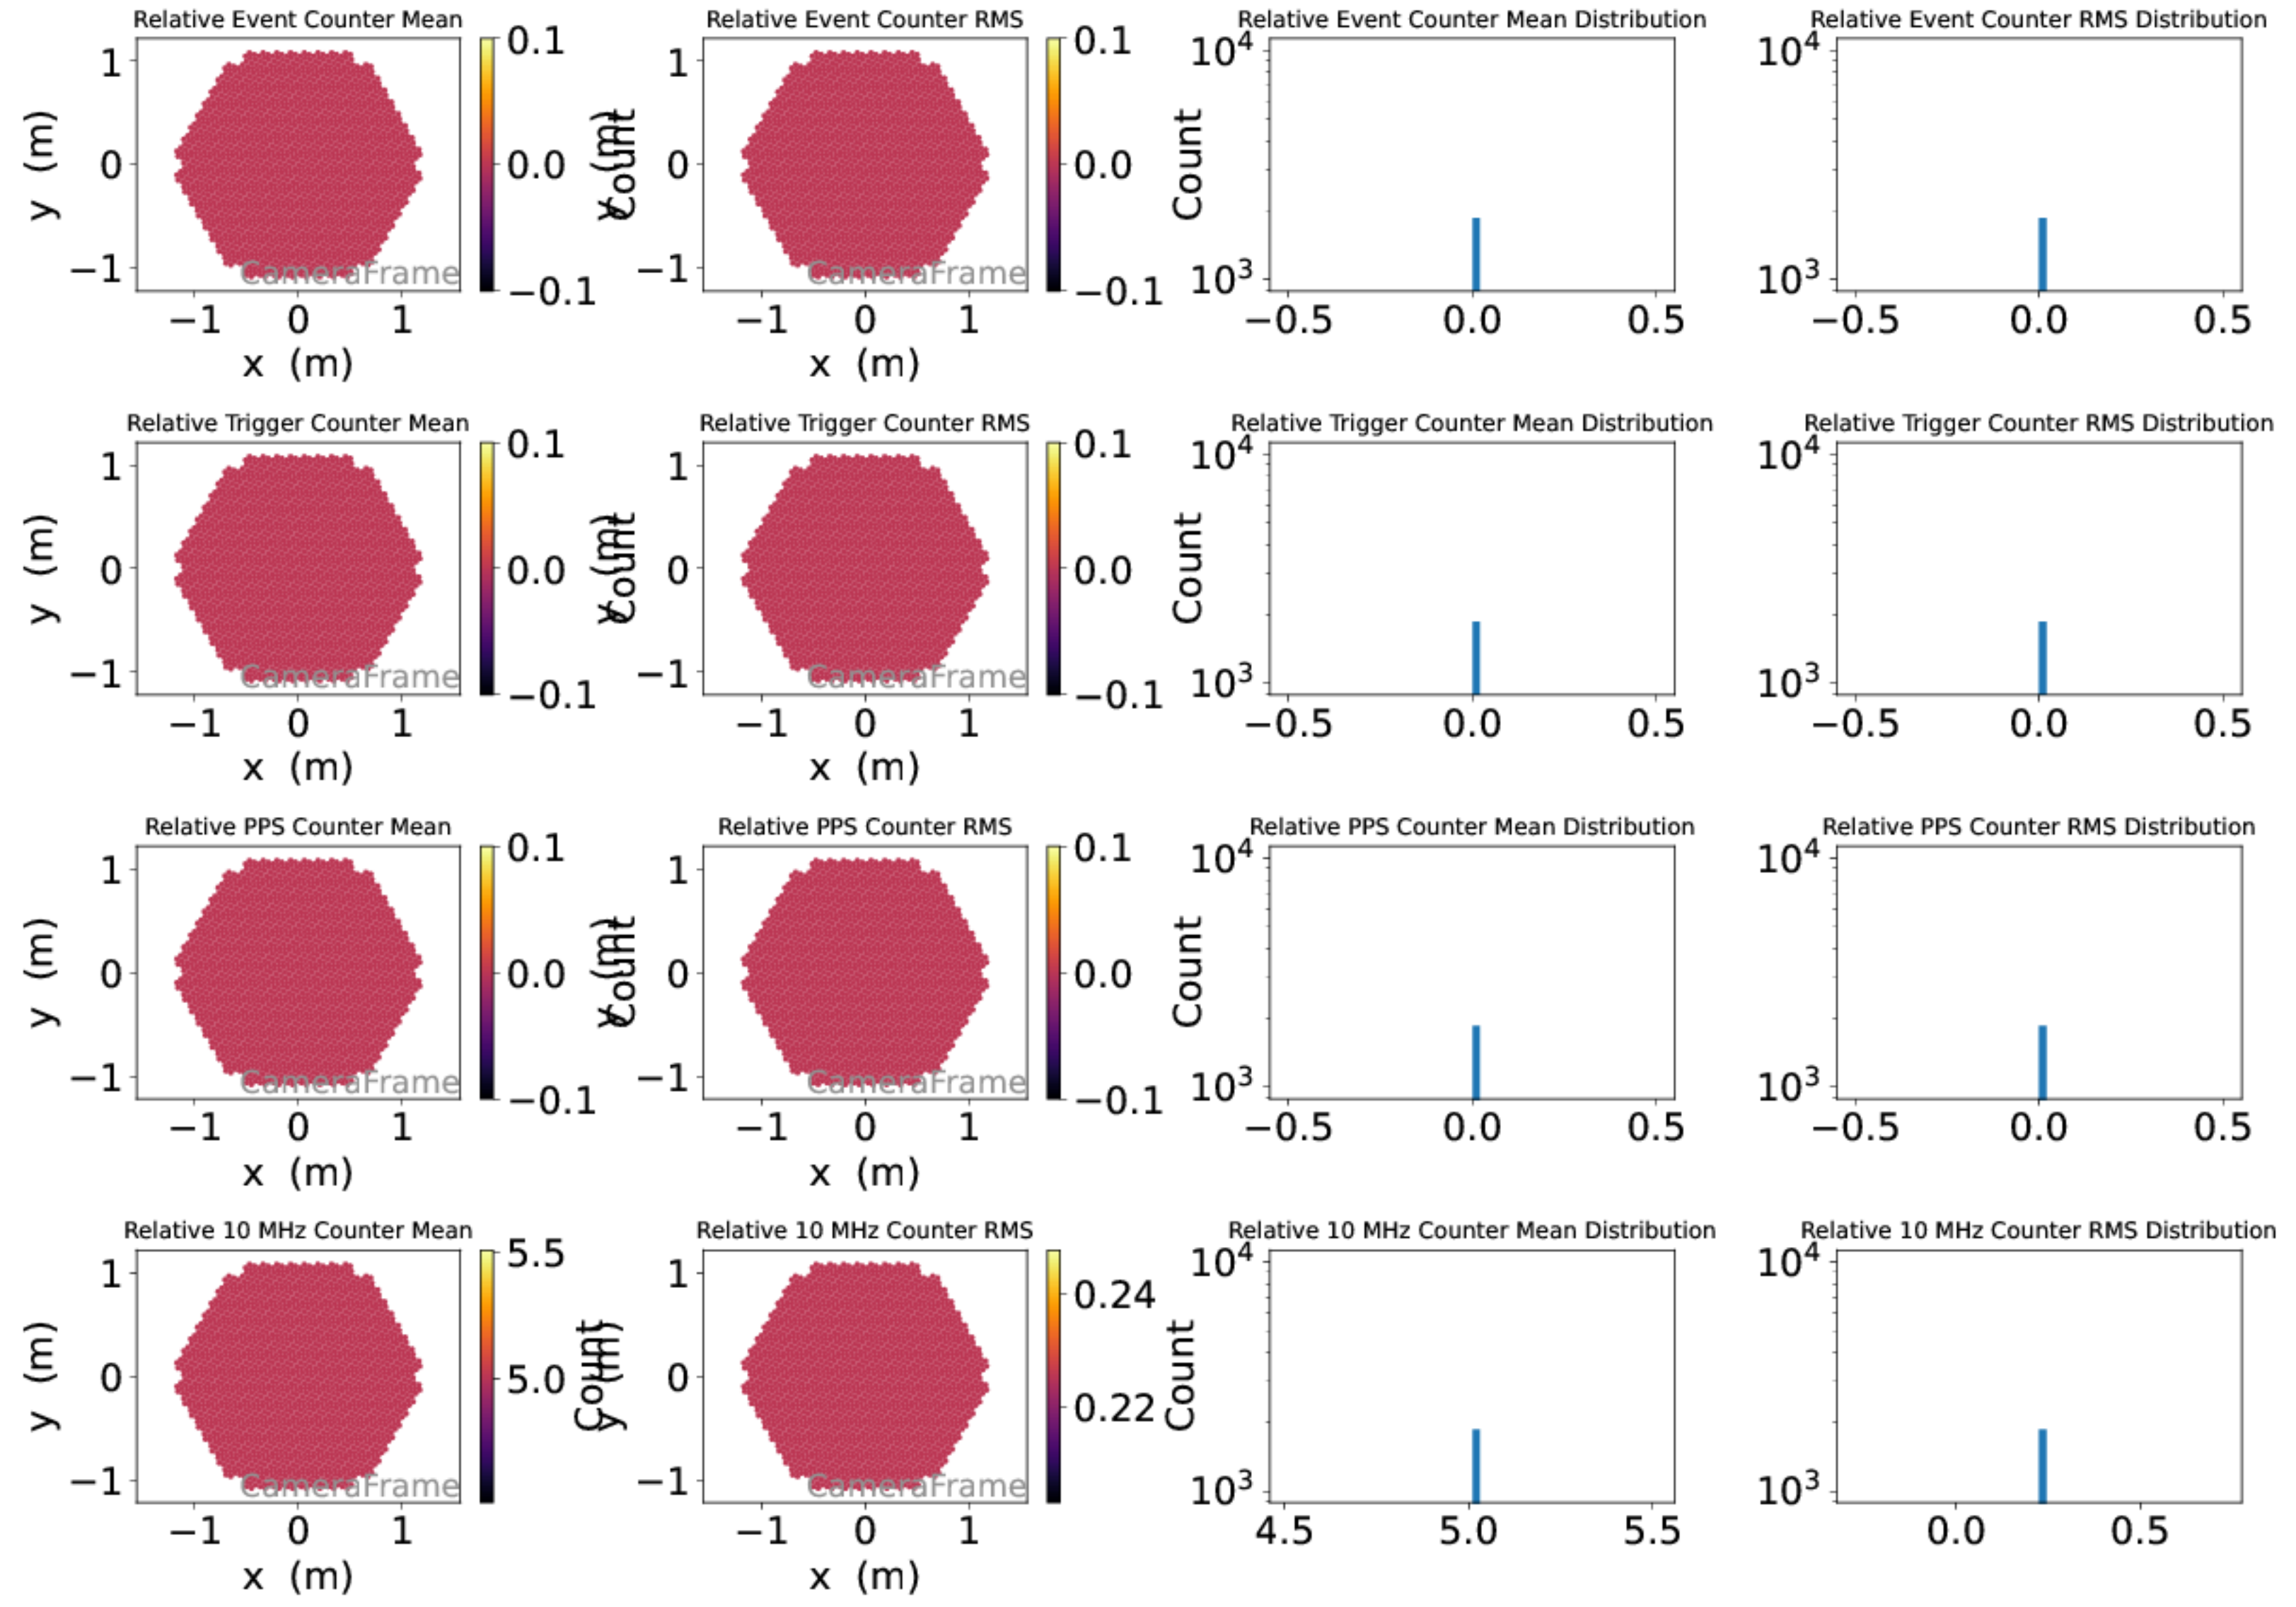 Relative Event Counter Mean
Relative Event Counter RMS
Relative Event Counter Mean Distribution
Relative Event Counter RMS Distribution
y (m)
1
0
−1
−1 0 1
x (m)
CameraFrame
0.1
0.0
−0.1
y (m)
Count
1
0
−1
−1 0 1
x (m)
CameraFrame
0.1
0.0
−0.1
Count
10⁴
10³
−0.5 0.0 0.5
10⁴
10³
−0.5 0.0 0.5
Relative Trigger Counter Mean
Relative Trigger Counter RMS
Relative Trigger Counter Mean Distribution
Relative Trigger Counter RMS Distribution
y (m)
1
0
−1
−1 0 1
x (m)
CameraFrame
0.1
0.0
−0.1
y (m)
Count
1
0
−1
−1 0 1
x (m)
CameraFrame
0.1
0.0
−0.1
Count
10⁴
10³
−0.5 0.0 0.5
10⁴
10³
−0.5 0.0 0.5
Relative PPS Counter Mean
Relative PPS Counter RMS
Relative PPS Counter Mean Distribution
Relative PPS Counter RMS Distribution
y (m)
1
0
−1
−1 0 1
x (m)
CameraFrame
0.1
0.0
−0.1
y (m)
Count
1
0
−1
−1 0 1
x (m)
CameraFrame
0.1
0.0
−0.1
Count
10⁴
10³
−0.5 0.0 0.5
10⁴
10³
−0.5 0.0 0.5
Relative 10 MHz Counter Mean
Relative 10 MHz Counter RMS
Relative 10 MHz Counter Mean Distribution
Relative 10 MHz Counter RMS Distribution
y (m)
1
0
−1
−1 0 1
x (m)
CameraFrame
5.5
5.0
Count
y (m)
1
0
−1
−1 0 1
x (m)
CameraFrame
0.24
0.22
Count
10⁴
10³
4.5 5.0 5.5
10⁴
10³
0.0 0.5